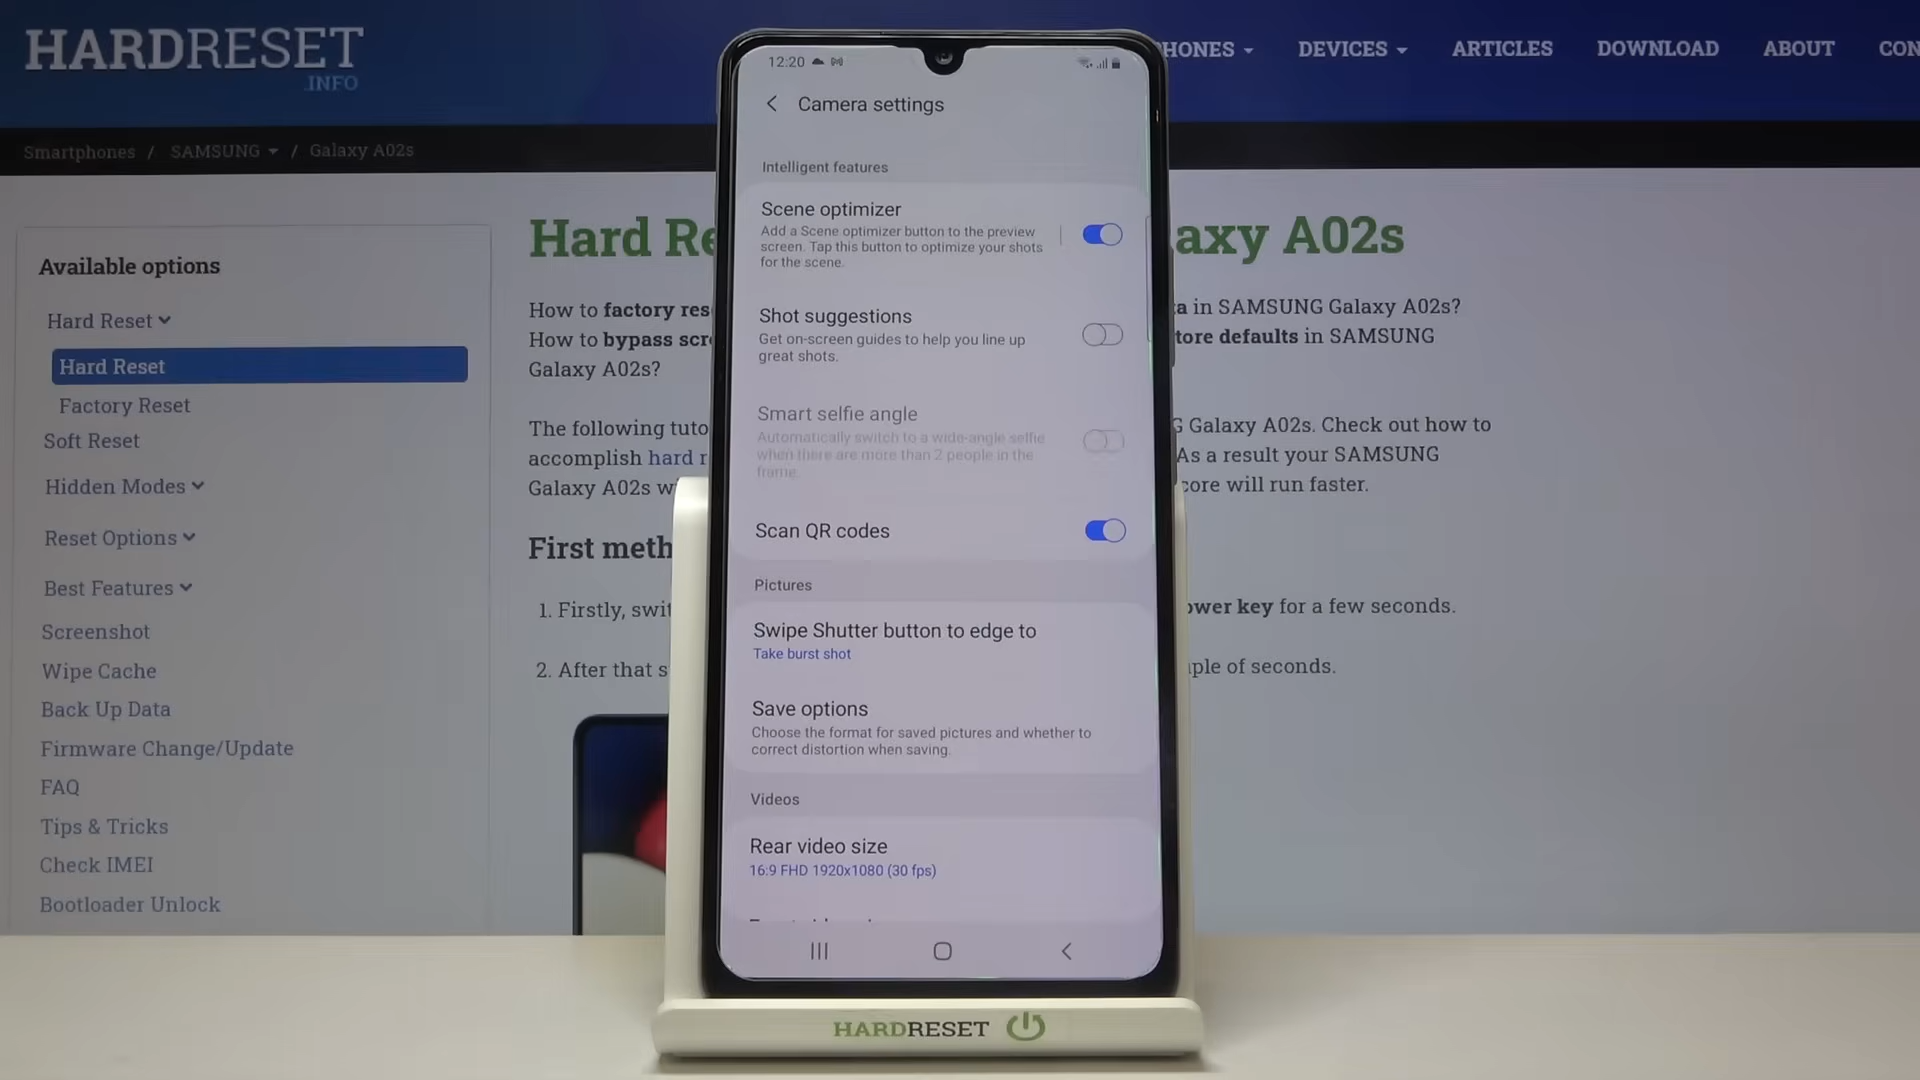 HARDRESET
.INFO
HONES
DEVICES
ARTICLES
DOWNLOAD
ABOUT
CON
Smartphones / SAMSUNG / Galaxy A02s
Available options
Hard Reset
Hard Reset
Factory Reset
Soft Reset
Hidden Modes
Reset Options
Best Features
Screenshot
Wipe Cache
Back Up Data
Firmware Change/Update
FAQ
Tips & Tricks
Check IMEI
Bootloader Unlock
Hard Re
axy A02s
How to factory res
a in SAMSUNG Galaxy A02s?
How to bypass scr
tore defaults in SAMSUNG
Galaxy A02s?
The following tuto
G Galaxy A02s. Check out how to
accomplish hard r
As a result your SAMSUNG
Galaxy A02s w
core will run faster.
First meth
1. Firstly, swit
ower key for a few seconds.
2. After that s
ple of seconds.
12:20
Camera settings
Intelligent features
Scene optimizer
Add a Scene optimizer button to the preview
screen. Tap this button to optimize your shots
for the scene.
Shot suggestions
Get on-screen guides to help you line up
great shots.
Smart selfie angle
Automatically switch to a wide-angle selfie
when there are more than 2 people in the
frame.
Scan QR codes
Pictures
Swipe Shutter button to edge to
Take burst shot
Save options
Choose the format for saved pictures and whether to
correct distortion when saving.
Videos
Rear video size
16:9 FHD 1920x1080 (30 fps)
HARDRESET